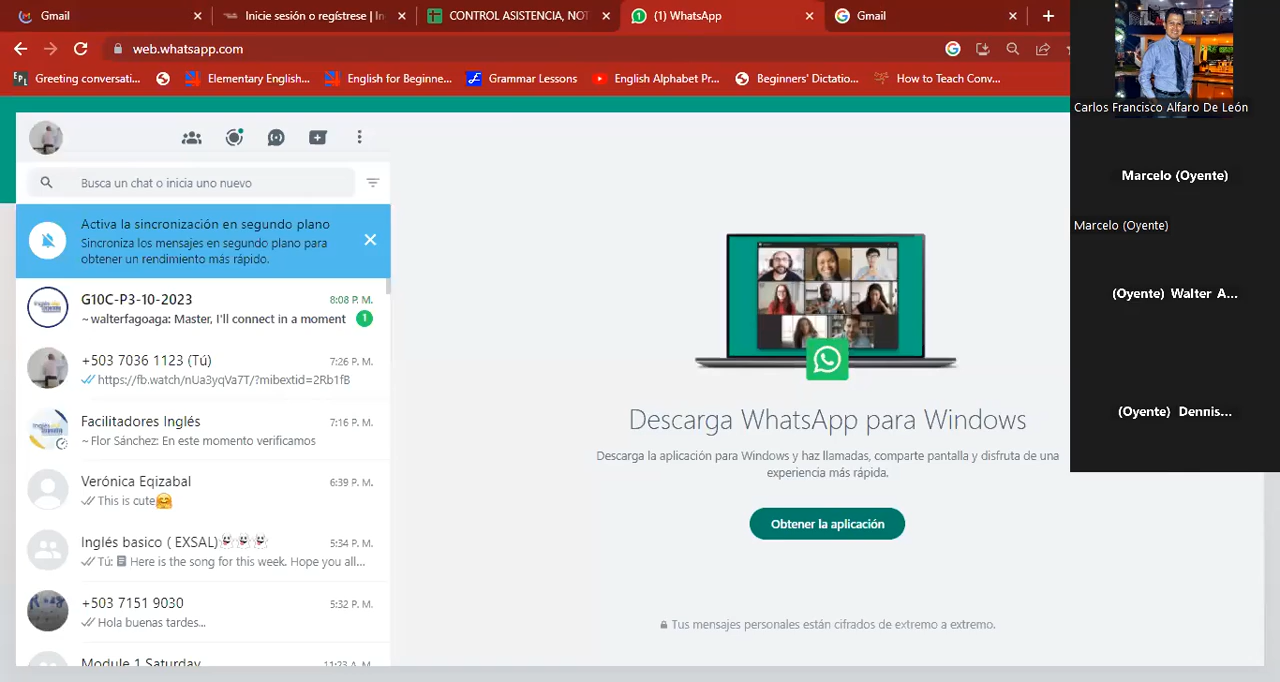 Gmail
Inicie sesión o regístrese | In
CONTROL ASISTENCIA, NOT
(1) WhatsApp
Gmail
web.whatsapp.com
Greeting conversati...
Elementary English...
English for Beginne...
Grammar Lessons
English Alphabet Pr...
Beginners' Dictatio...
How to Teach Conv...
Carlos Francisco Alfaro De León
Marcelo (Oyente)
Marcelo (Oyente)
(Oyente) Walter A...
(Oyente) Dennis...
Busca un chat o inicia uno nuevo
Activa la sincronización en segundo plano
Sincroniza los mensajes en segundo plano para
obtener un rendimiento más rápido.
G10C-P3-10-2023
8:08 P. M.
~ walterfagoaga: Master, I'll connect in a moment
1
+503 7036 1123 (Tú)
7:26 P. M.
https://fb.watch/nUa3yqVa7T/?mibextid=2Rb1fB
Facilitadores Inglés
7:16 P. M.
~ Flor Sánchez: En este momento verificamos
Verónica Eqizabal
6:39 P. M.
This is cute🤗
Inglés basico ( EXSAL)👻👻👻
5:34 P. M.
Tú: Here is the song for this week. Hope you all...
+503 7151 9030
5:32 P. M.
Hola buenas tardes...
Module 1 Saturday
11:23 A. M.
Descarga WhatsApp para Windows
Descarga la aplicación para Windows y haz llamadas, comparte pantalla y disfruta de una
experiencia más rápida.
Obtener la aplicación
Tus mensajes personales están cifrados de extremo a extremo.